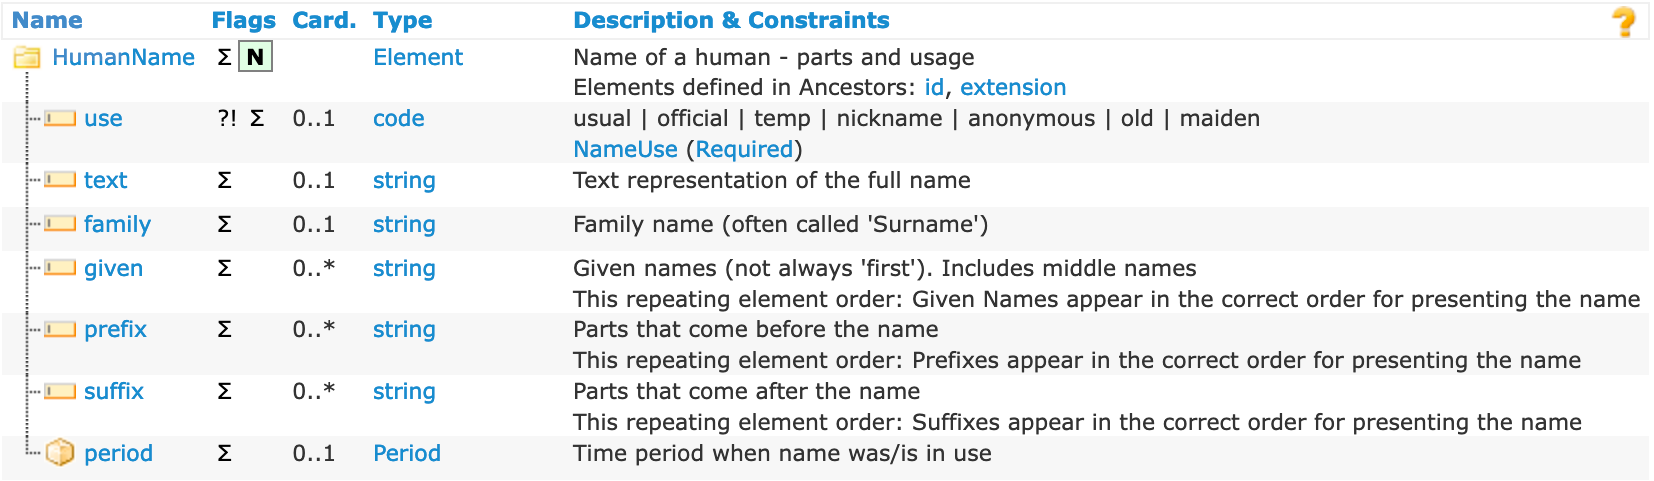 Name Flags Card. Type Description & Constraints ?
HumanName Σ N Element Name of a human - parts and usage
Elements defined in Ancestors: id, extension
use ?! Σ 0..1 code usual | official | temp | nickname | anonymous | old | maiden
NameUse (Required)
text Σ 0..1 string Text representation of the full name
family Σ 0..1 string Family name (often called 'Surname')
given Σ 0..* string Given names (not always 'first'). Includes middle names
This repeating element order: Given Names appear in the correct order for presenting the name
prefix Σ 0..* string Parts that come before the name
This repeating element order: Prefixes appear in the correct order for presenting the name
suffix Σ 0..* string Parts that come after the name
This repeating element order: Suffixes appear in the correct order for presenting the name
period Σ 0..1 Period Time period when name was/is in use